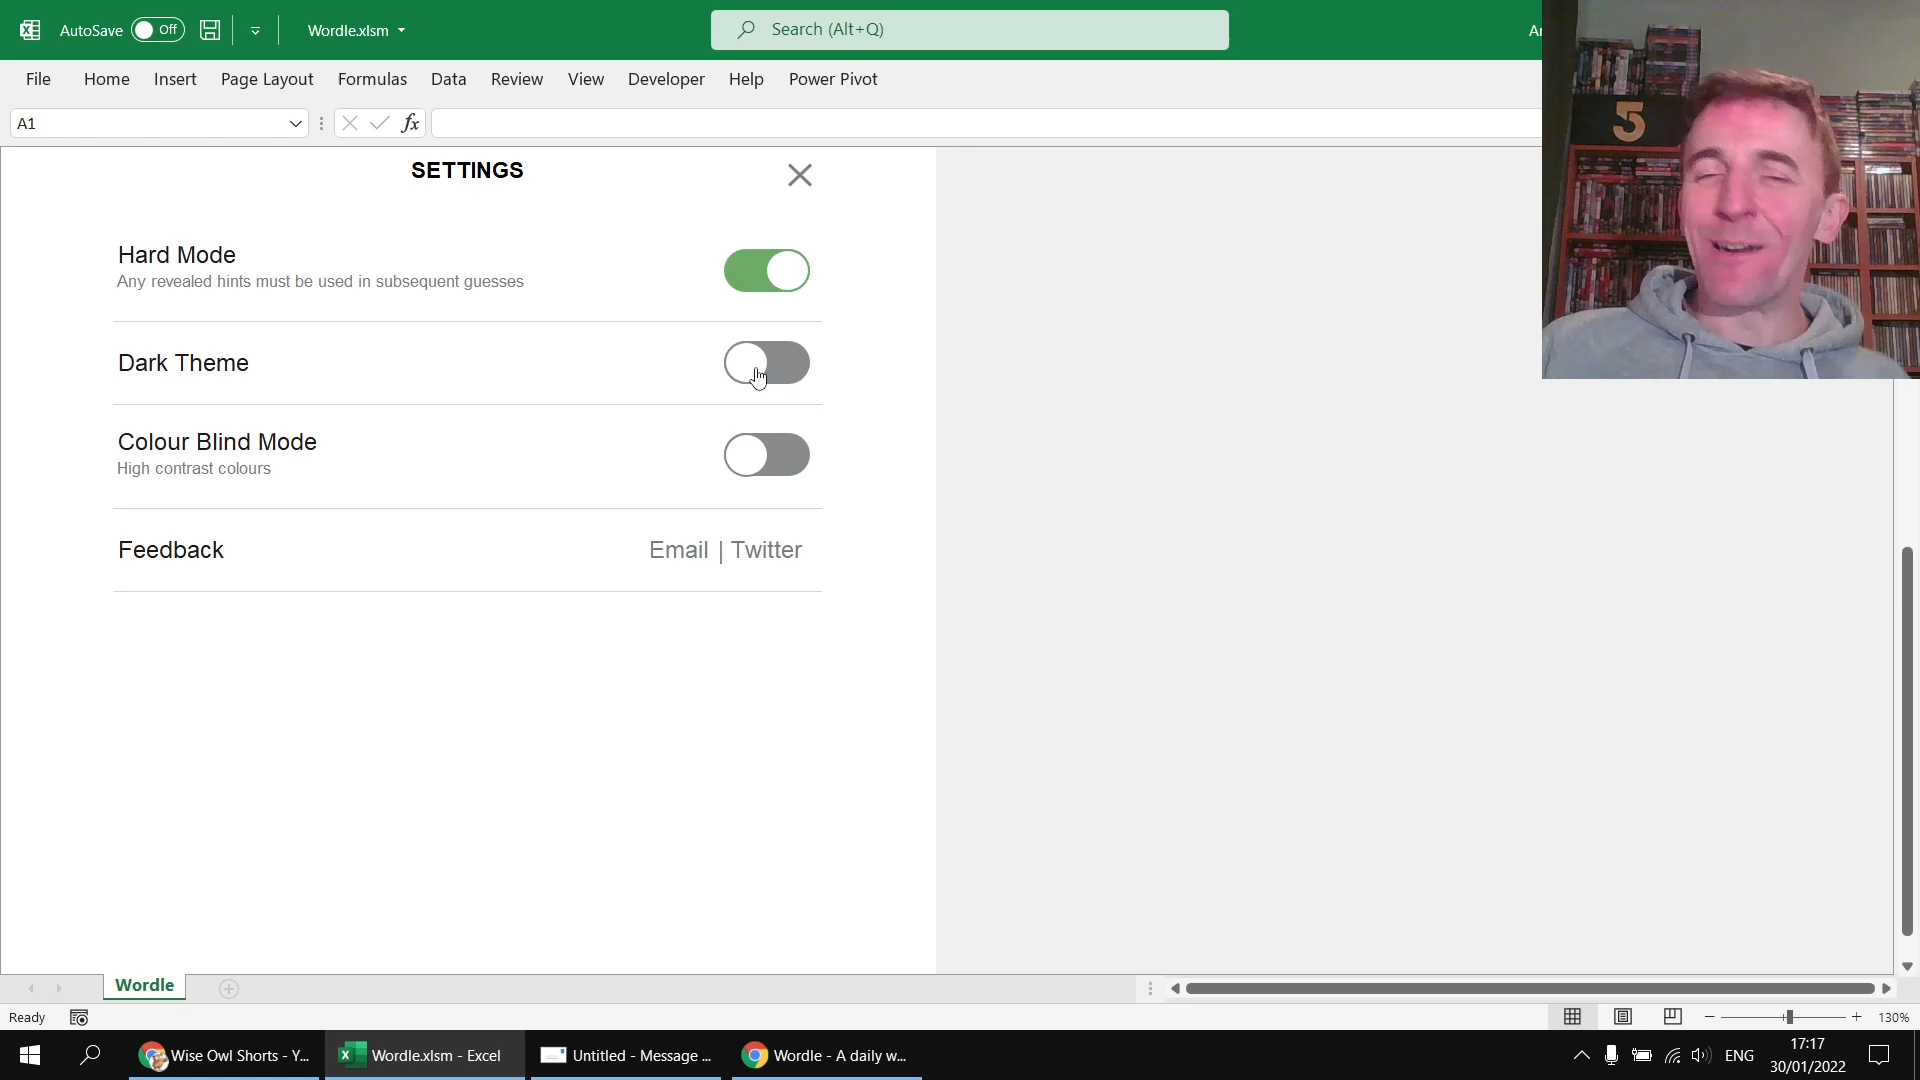 AutoSave Off Wordle.xlsm Search (Alt+Q)
File Home Insert Page Layout Formulas Data Review View Developer Help Power Pivot
A1 fx
SETTINGS
Hard Mode
Any revealed hints must be used in subsequent guesses
Dark Theme
Colour Blind Mode
High contrast colours
Feedback Email | Twitter
5
Wordle
Ready 130%
Wise Owl Shorts - Y... Wordle.xlsm - Excel Untitled - Message ... Wordle - A daily w... ENG 17:17
30/01/2022